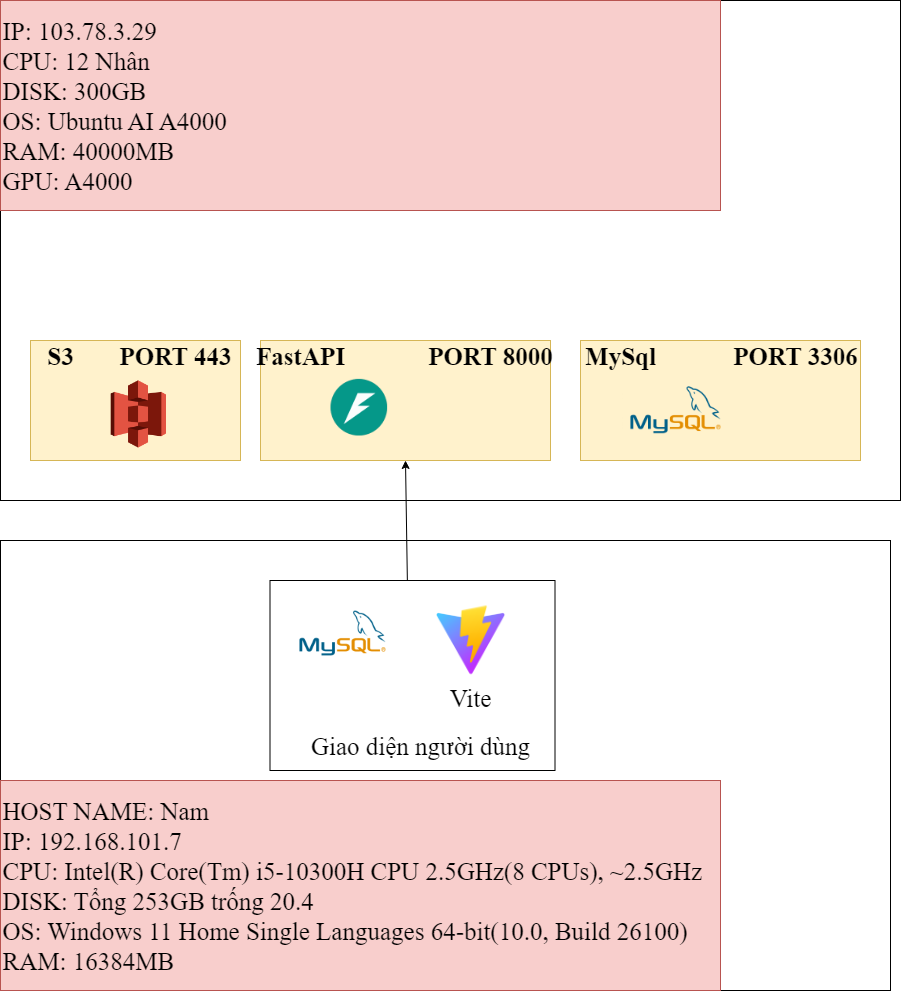 IP: 103.78.3.29
CPU: 12 Nhân
DISK: 300GB
OS: Ubuntu AI A4000
RAM: 40000MB
GPU: A4000
S3 PORT 443
FastAPI PORT 8000
MySql PORT 3306
MySQL
MySQL
Vite
Giao diện người dùng
HOST NAME: Nam
IP: 192.168.101.7
CPU: Intel(R) Core(Tm) i5-10300H CPU 2.5GHz(8 CPUs), ~2.5GHz
DISK: Tổng 253GB trống 20.4
OS: Windows 11 Home Single Languages 64-bit(10.0, Build 26100)
RAM: 16384MB